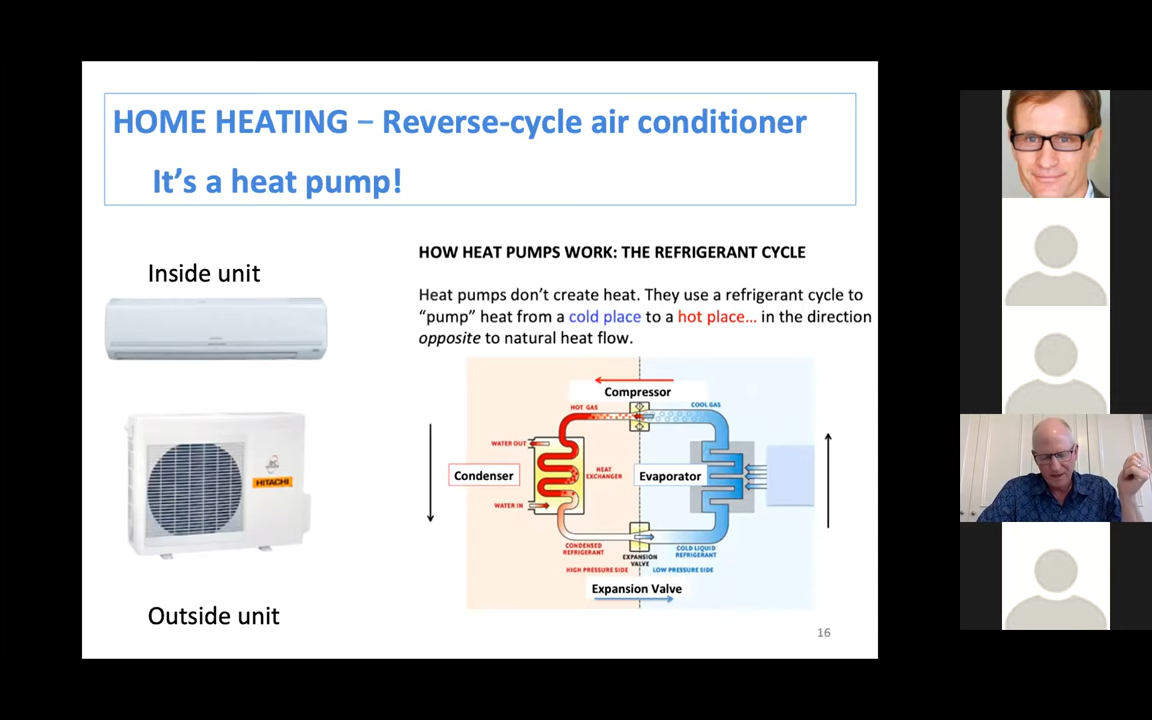 HOME HEATING – Reverse-cycle air conditioner
It's a heat pump!
Inside unit
HITACHI
Outside unit
HOW HEAT PUMPS WORK: THE REFRIGERANT CYCLE
Heat pumps don't create heat. They use a refrigerant cycle to
"pump" heat from a cold place to a hot place... in the direction
opposite to natural heat flow.
Compressor
HOT GAS
COOL GAS
WATER OUT
Condenser
HEAT
EXCHANGER
Evaporator
WATER IN
CONDENSED
REFRIGERANT
EXPANSION
VALVE
COLD LIQUID
REFRIGERANT
HIGH PRESSURE SIDE
LOW PRESSURE SIDE
Expansion Valve
16